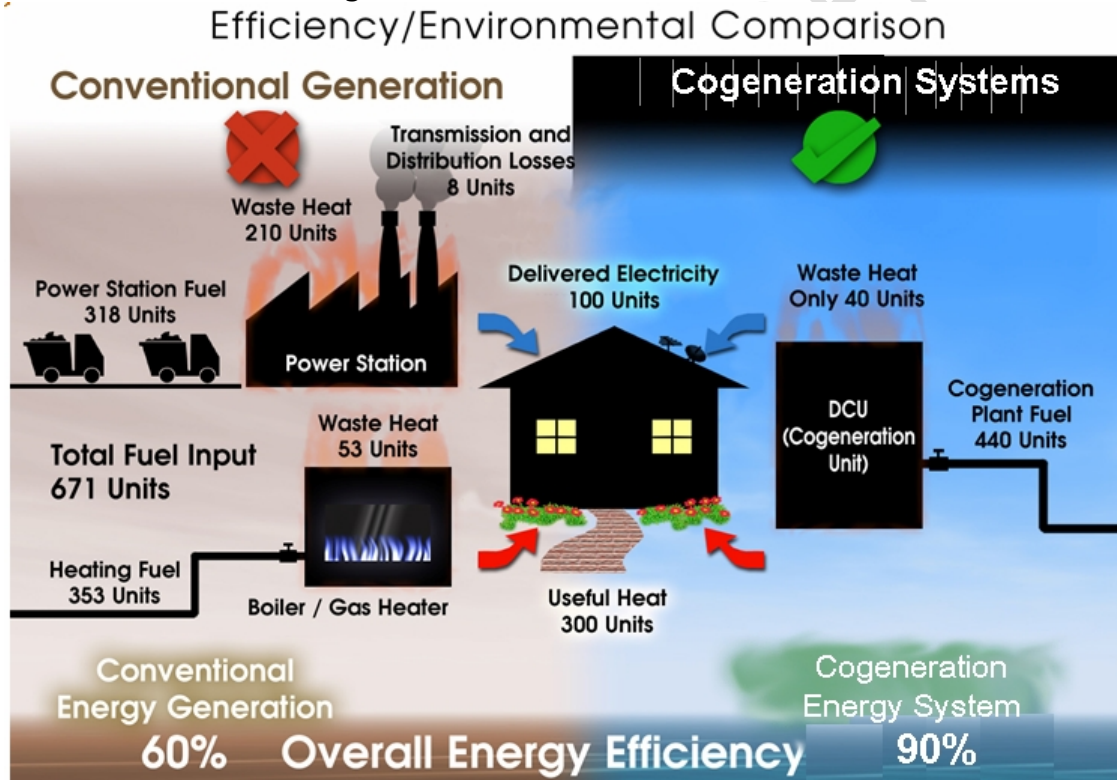 Efficiency/Environmental Comparison
Conventional Generation
Cogeneration Systems
Transmission and
Distribution Losses
8 Units
Waste Heat
210 Units
Power Station Fuel
318 Units
Power Station
Delivered Electricity
100 Units
Waste Heat
Only 40 Units
DCU
(Cogeneration
Unit)
Cogeneration
Plant Fuel
440 Units
Waste Heat
53 Units
Total Fuel Input
671 Units
Heating Fuel
353 Units
Boiler / Gas Heater
Useful Heat
300 Units
Conventional
Energy Generation
Cogeneration
Energy System
60% Overall Energy Efficiency 90%